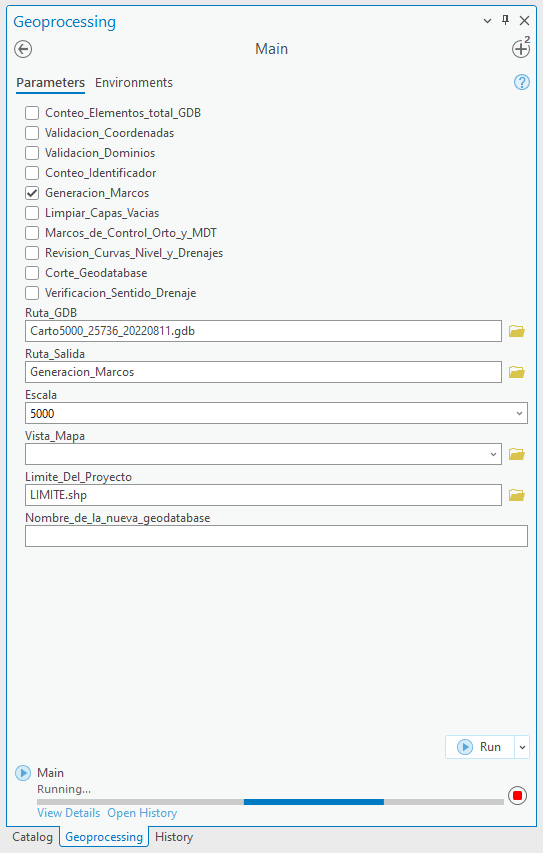 Geoprocessing
Main
2
Parameters Environments
?
Conteo_Elementos_total_GDB
Validacion_Coordenadas
Validacion_Dominios
Conteo_Identificador
Generacion_Marcos
Limpiar_Capas_Vacias
Marcos_de_Control_Orto_y_MDT
Revision_Curvas_Nivel_y_Drenajes
Corte_Geodatabase
Verificacion_Sentido_Drenaje
Ruta_GDB
Carto5000_25736_20220811.gdb
Ruta_Salida
Generacion_Marcos
Escala
5000
Vista_Mapa
Limite_Del_Proyecto
LIMITE.shp
Nombre_de_la_nueva_geodatabase
Run
Main
Running...
View Details Open History
Catalog Geoprocessing History